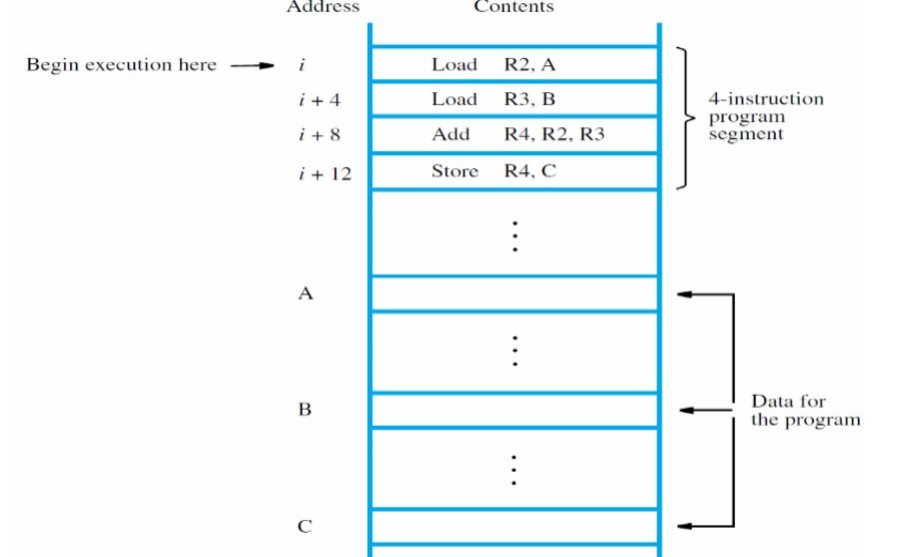 Address Contents
Begin execution here i Load R2, A
i + 4 Load R3, B
i + 8 Add R4, R2, R3
i + 12 Store R4, C
4-instruction
program
segment
A
B
C
Data for
the program